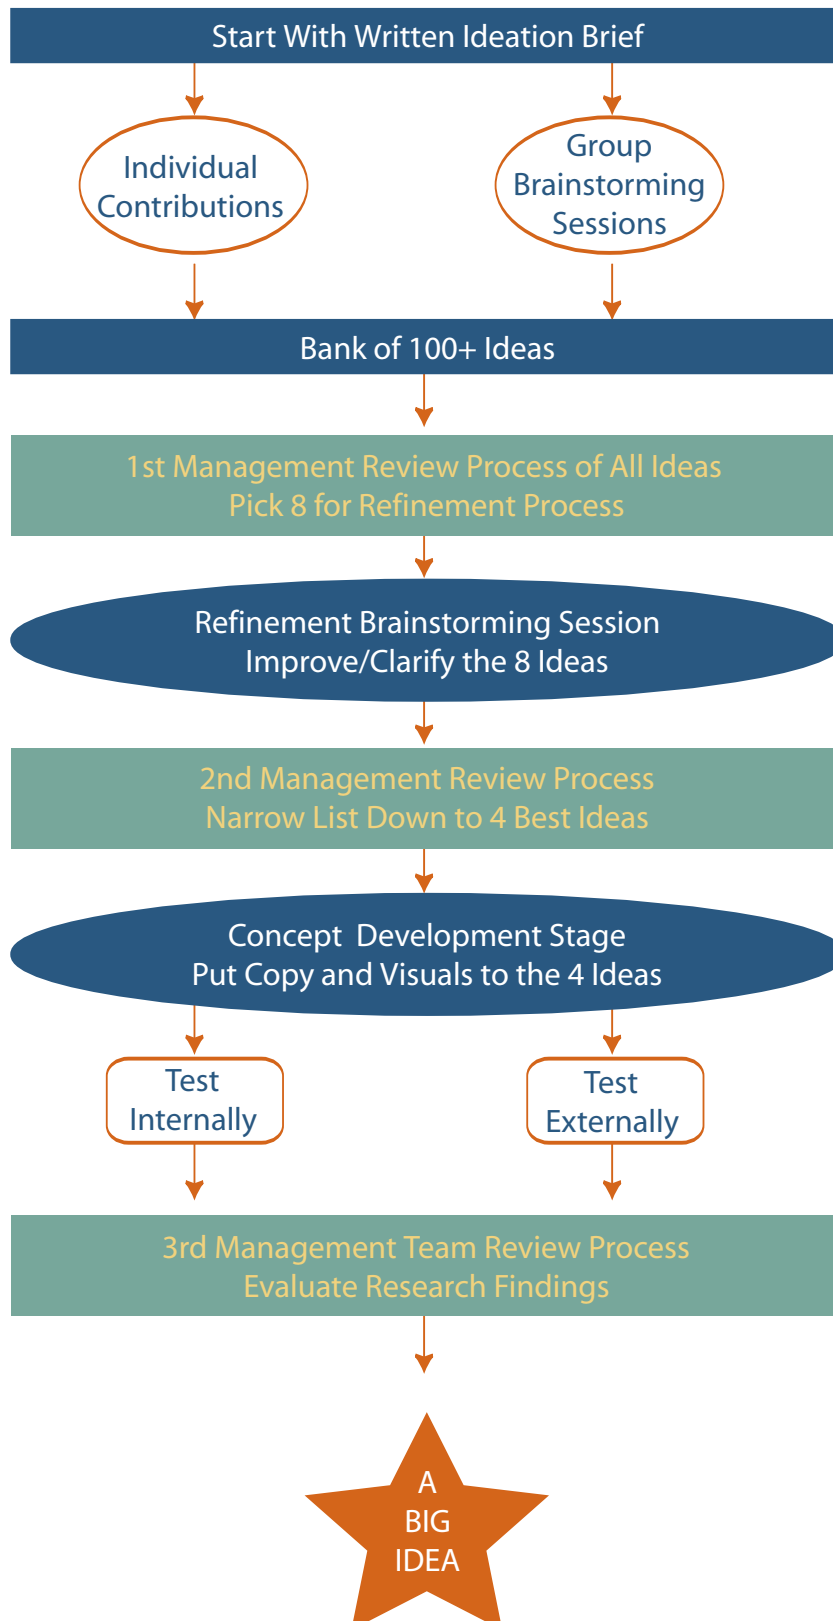 Start With Written Ideation Brief
Individual
Contributions
Group
Brainstorming
Sessions
Bank of 100+ Ideas
1st Management Review Process of All Ideas
Pick 8 for Refinement Process
Refinement Brainstorming Session
Improve/Clarify the 8 Ideas
2nd Management Review Process
Narrow List Down to 4 Best Ideas
Concept Development Stage
Put Copy and Visuals to the 4 Ideas
Test
Internally
Test
Externally
3rd Management Team Review Process
Evaluate Research Findings
A
BIG
IDEA